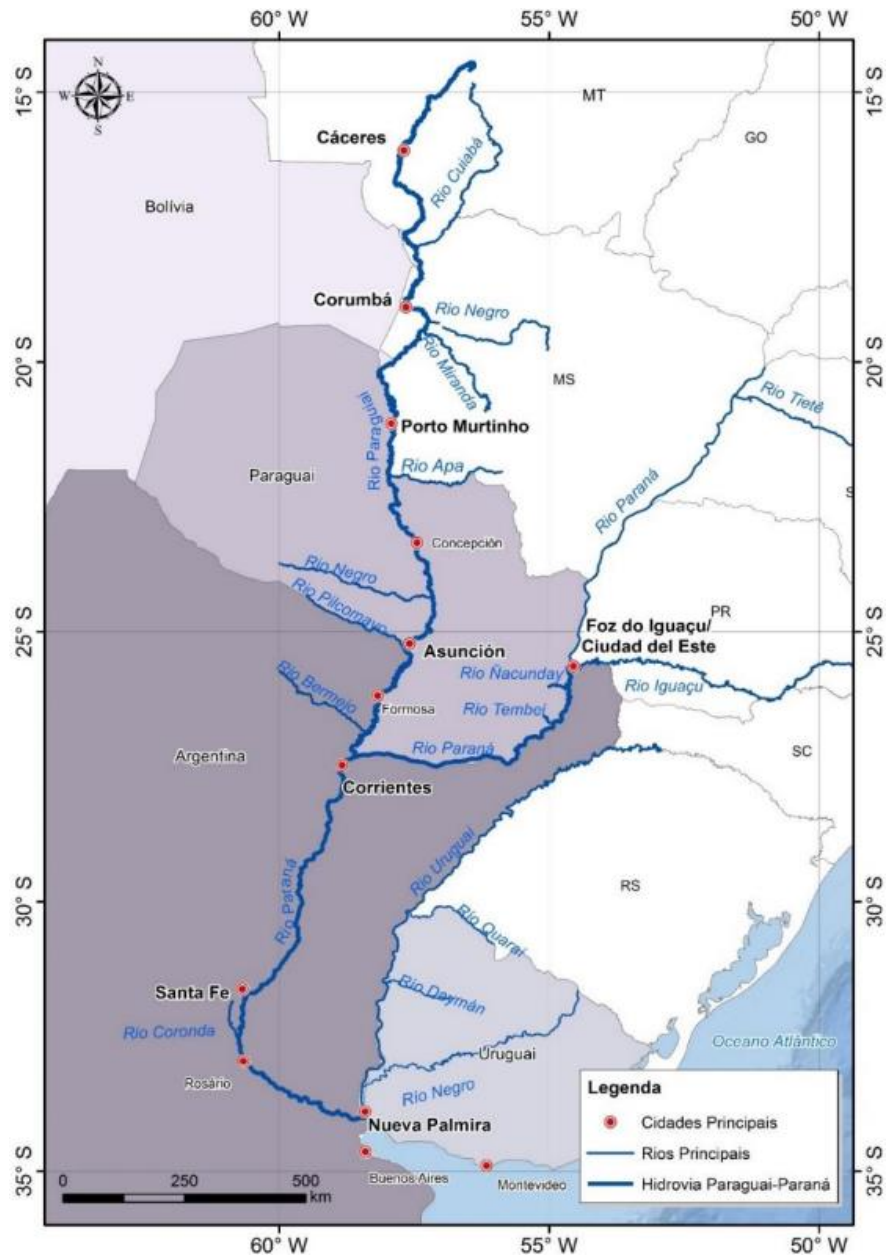 60° W
55° W
50° W
15° S
15° S
N
W
E
S
MT
GO
Cáceres
Rio Cuiabá
Bolívia
Corumbá
Rio Negro
Rio Miranda
MS
20° S
20° S
Rio Tietê
Rio Paraguai
Porto Murtinho
Rio Apa
Paraguai
Rio Paraná
S
Concepción
Rio Negro
Rio Pilcomayo
25° S
25° S
PR
Foz do Iguaçu/
Ciudad del Este
Asunción
Rio Ñacunday
Rio Iguaçu
Rio Bermejo
Formosa
Rio Tembei
Argentina
Rio Paraná
SC
Corrientes
Rio Uruguai
RS
30° S
30° S
Rio Paraná
Rio Quaraí
Santa Fe
Rio Daymán
Rio Coronda
Uruguai
Oceano Atlântico
Rosário
Rio Negro
Nueva Palmira
Legenda
Cidades Principais
Rios Principais
Hidrovia Paraguai-Paraná
35° S
35° S
0
250
500
km
Buenos Aires
Montevideo
60° W
55° W
50° W